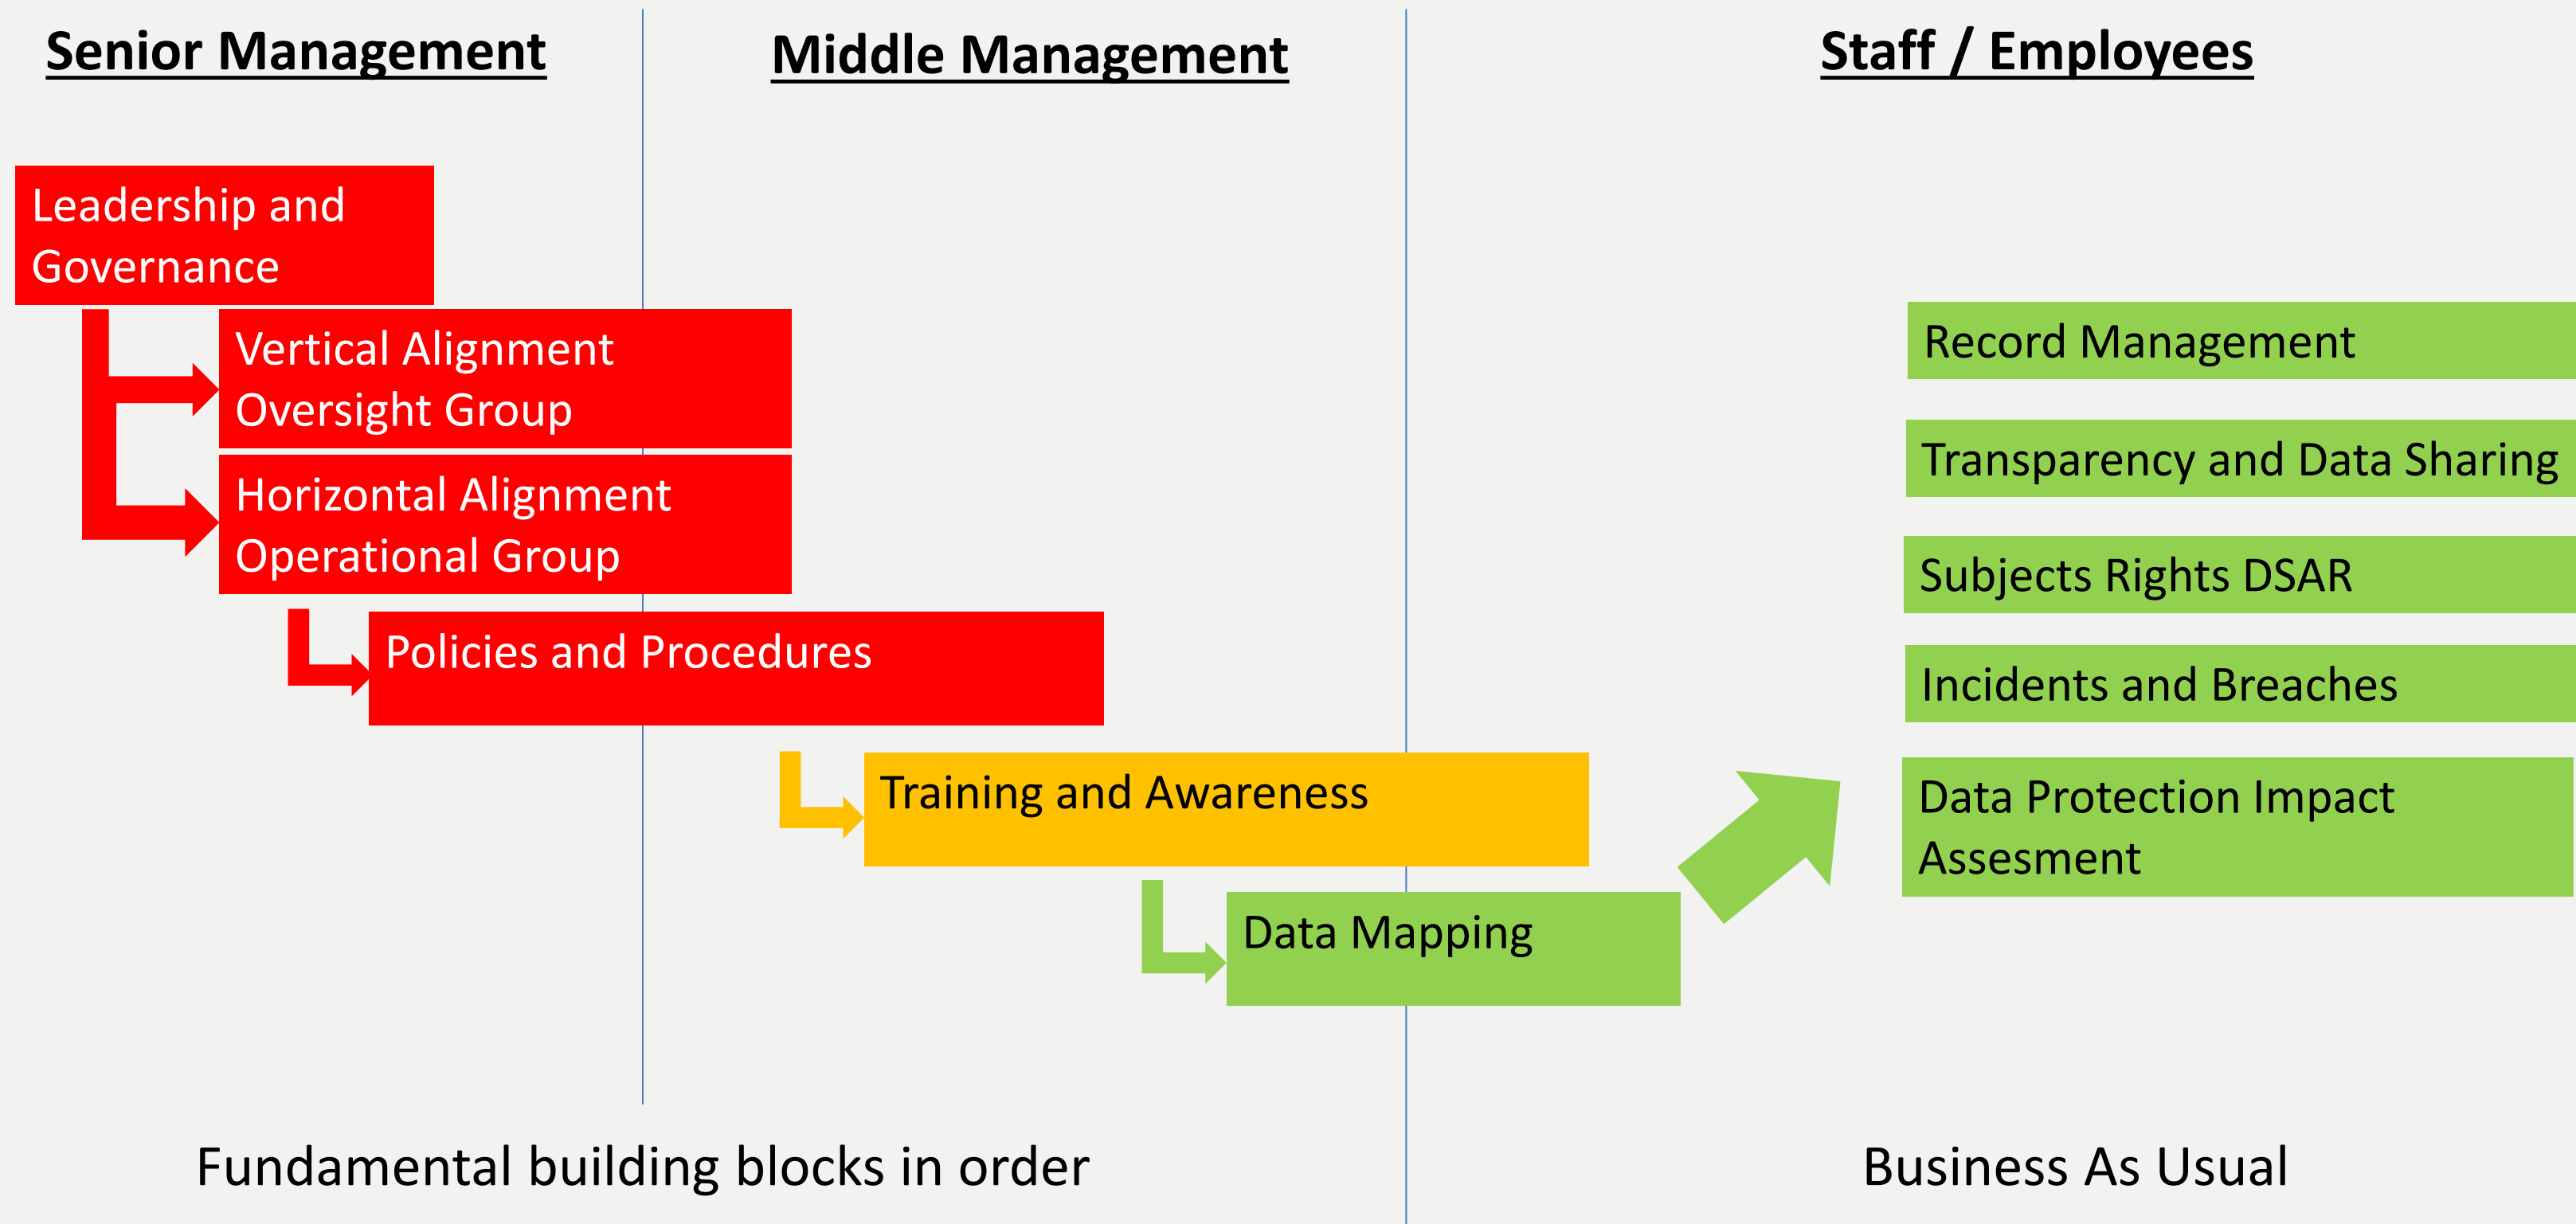 Senior Management
Middle Management
Staff / Employees
Leadership and
Governance
Vertical Alignment
Oversight Group
Horizontal Alignment
Operational Group
Policies and Procedures
Training and Awareness
Data Mapping
Record Management
Transparency and Data Sharing
Subjects Rights DSAR
Incidents and Breaches
Data Protection Impact
Assesment
Fundamental building blocks in order
Business As Usual